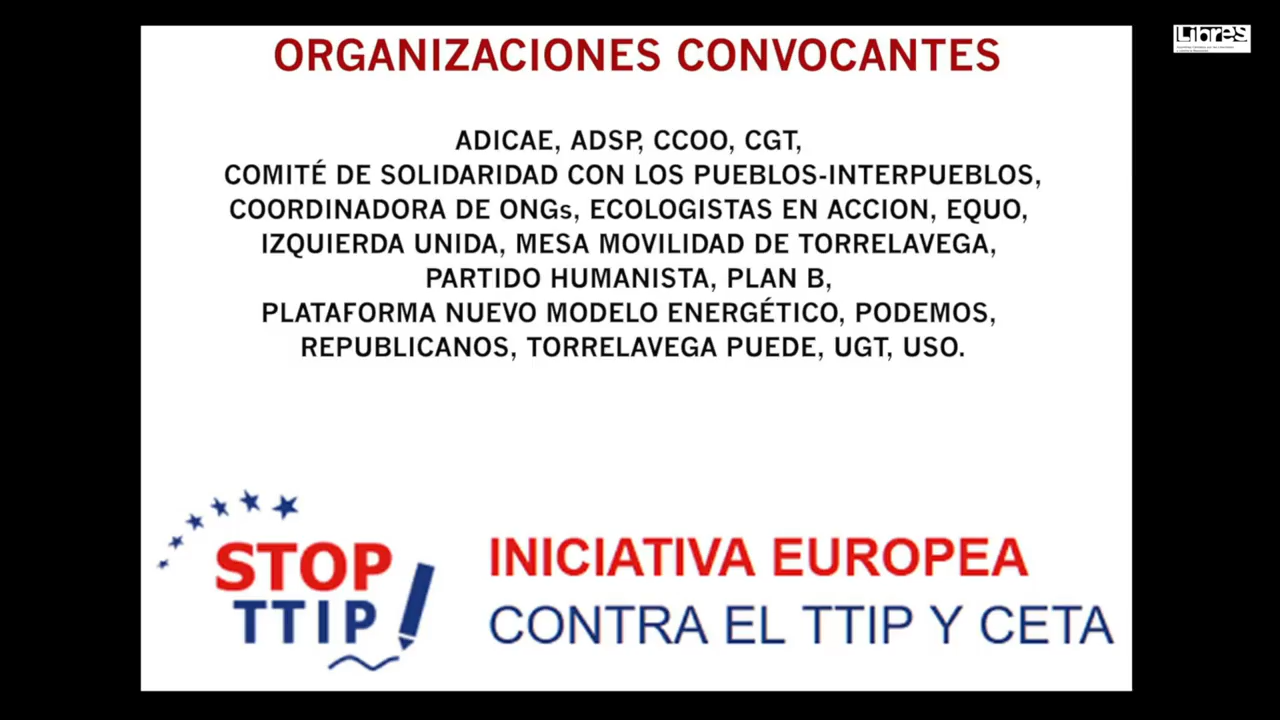 Libres
ORGANIZACIONES CONVOCANTES
ADICAE, ADSP, CCOO, CGT,
COMITÉ DE SOLIDARIDAD CON LOS PUEBLOS-INTERPUEBLOS,
COORDINADORA DE ONGs, ECOLOGISTAS EN ACCION, EQUO,
IZQUIERDA UNIDA, MESA MOVILIDAD DE TORRELAVEGA,
PARTIDO HUMANISTA, PLAN B,
PLATAFORMA NUEVO MODELO ENERGÉTICO, PODEMOS,
REPUBLICANOS, TORRELAVEGA PUEDE, UGT, USO.
STOP
TTIP
INICIATIVA EUROPEA
CONTRA EL TTIP Y CETA